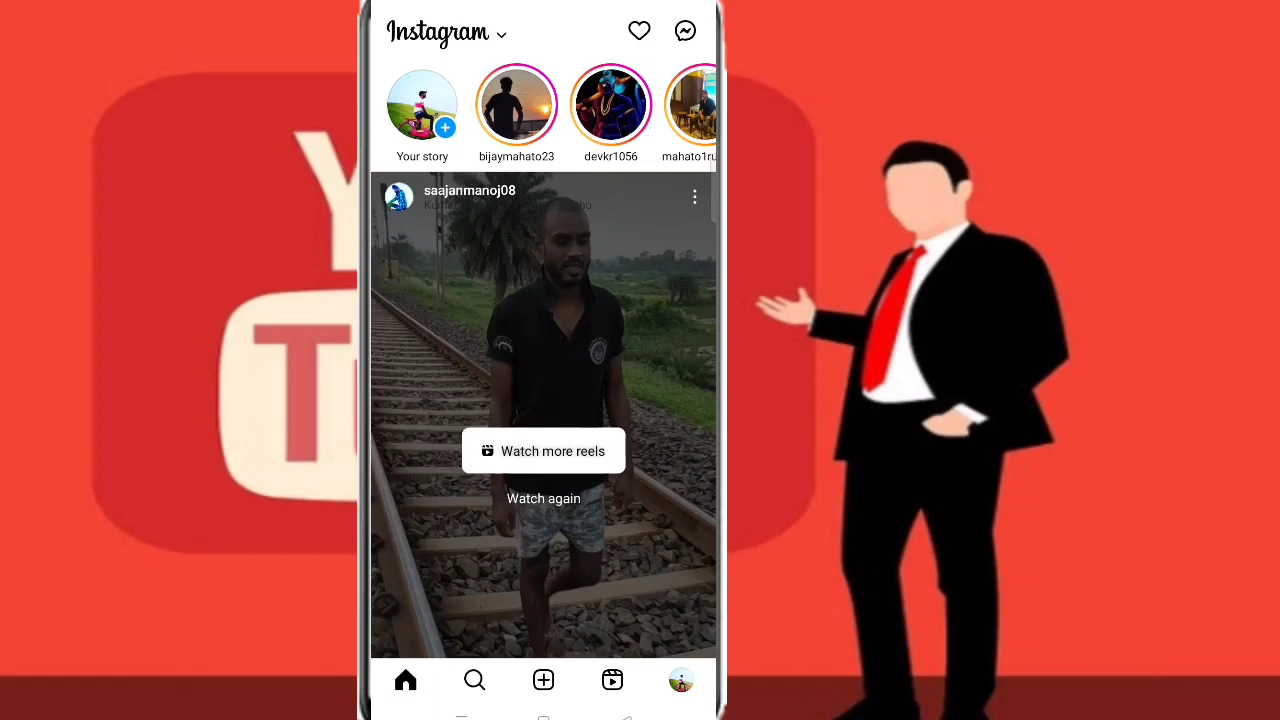 Instagram
Your story
bijaymahato23
devkr1056
saajanmanoj08
Watch more reels
Watch again